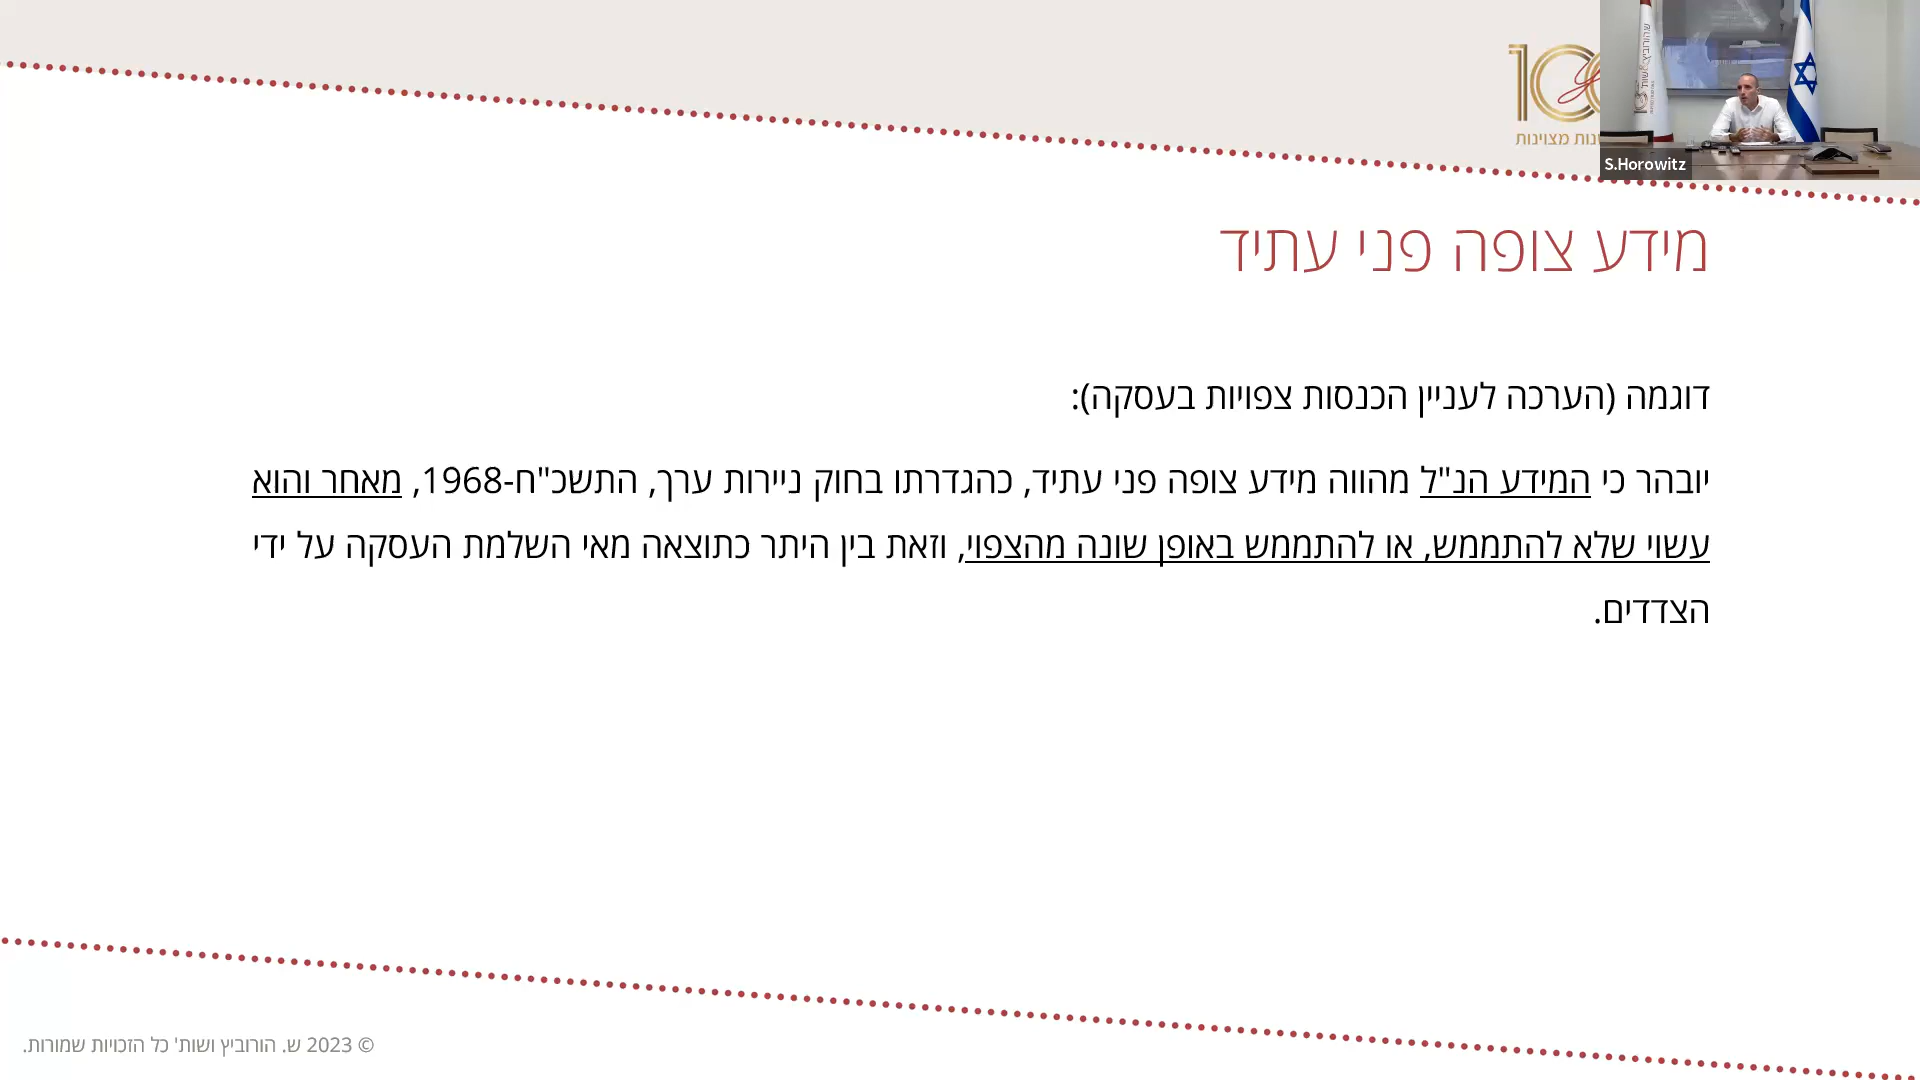 100
מצוינות
S.Horowitz
מידע צופה פני עתיד
דוגמה (הערכה לעניין הכנסות צפויות בעסקה):
יובהר כי המידע הנ"ל מהווה מידע צופה פני עתיד, כהגדרתו בחוק ניירות ערך, התשכ"ח-1968, מאחר והוא
עשוי שלא להתממש, או להתממש באופן שונה מהצפוי, וזאת בין היתר כתוצאה מאי השלמת העסקה על ידי
הצדדים.
© 2023 ש. הורוביץ ושות' כל הזכויות שמורות.